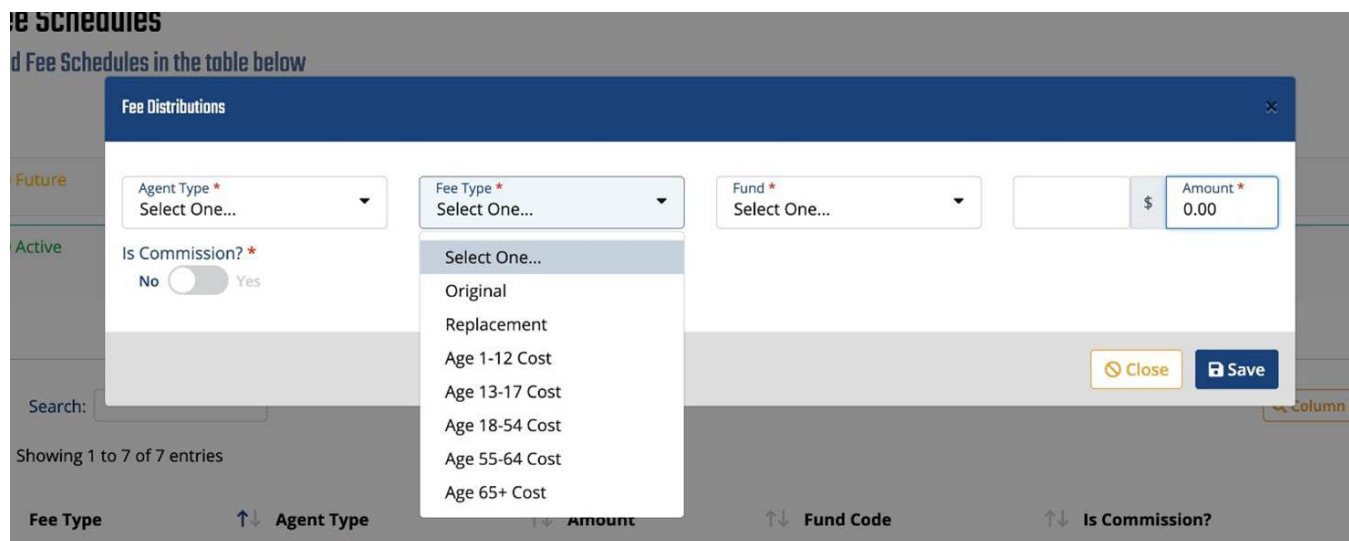 Fee Schedules
d Fee Schedules in the table below
Fee Distributions
×
Future
Agent Type *
Select One...
Fee Type *
Select One...
Fund *
Select One...
$
Amount *
0.00
Active
Is Commission? *
No Yes
Select One...
Original
Replacement
Age 1-12 Cost
Age 13-17 Cost
Age 18-54 Cost
Age 55-64 Cost
Age 65+ Cost
Close
Save
Search:
Column
Showing 1 to 7 of 7 entries
Fee Type
Agent Type
Amount
Fund Code
Is Commission?